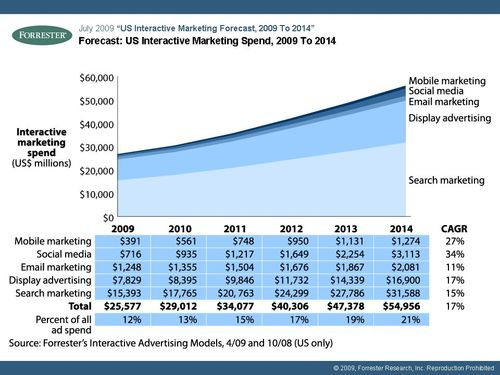 FORRESTER®
July 2009 “US Interactive Marketing Forecast, 2009 To 2014”
Forecast: US Interactive Marketing Spend, 2009 To 2014
Interactive
marketing
spend
(US$ millions)
$60,000
$50,000
$40,000
$30,000
$20,000
$10,000
$0
Mobile marketing
Social media
Email marketing
Display advertising
Search marketing
2009 2010 2011 2012 2013 2014 CAGR
Mobile marketing $391 $561 $748 $950 $1,131 $1,274 27%
Social media $716 $935 $1,217 $1,649 $2,254 $3,113 34%
Email marketing $1,248 $1,355 $1,504 $1,676 $1,867 $2,081 11%
Display advertising $7,829 $8,395 $9,846 $11,732 $14,339 $16,900 17%
Search marketing $15,393 $17,765 $20,763 $24,299 $27,786 $31,588 15%
Total $25,577 $29,012 $34,077 $40,306 $47,378 $54,956 17%
Percent of all 12% 13% 15% 17% 19% 21%
ad spend
Source: Forrester’s Interactive Advertising Models, 4/09 and 10/08 (US only)
© 2009, Forrester Research, Inc. Reproduction Prohibited